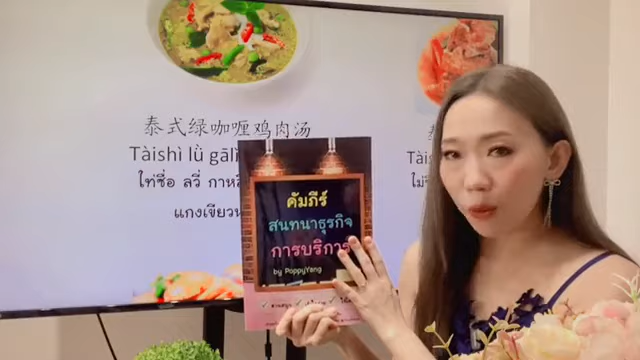 泰式绿咖喱鸡肉汤
Tàishì lǜ gālí
ไท่ซื่อ ลวี่ กาหลี
แกงเขียวห
Tàis
คัมภีร์
สนทนาธุรกิจ
การบริการ
by PoppyYang